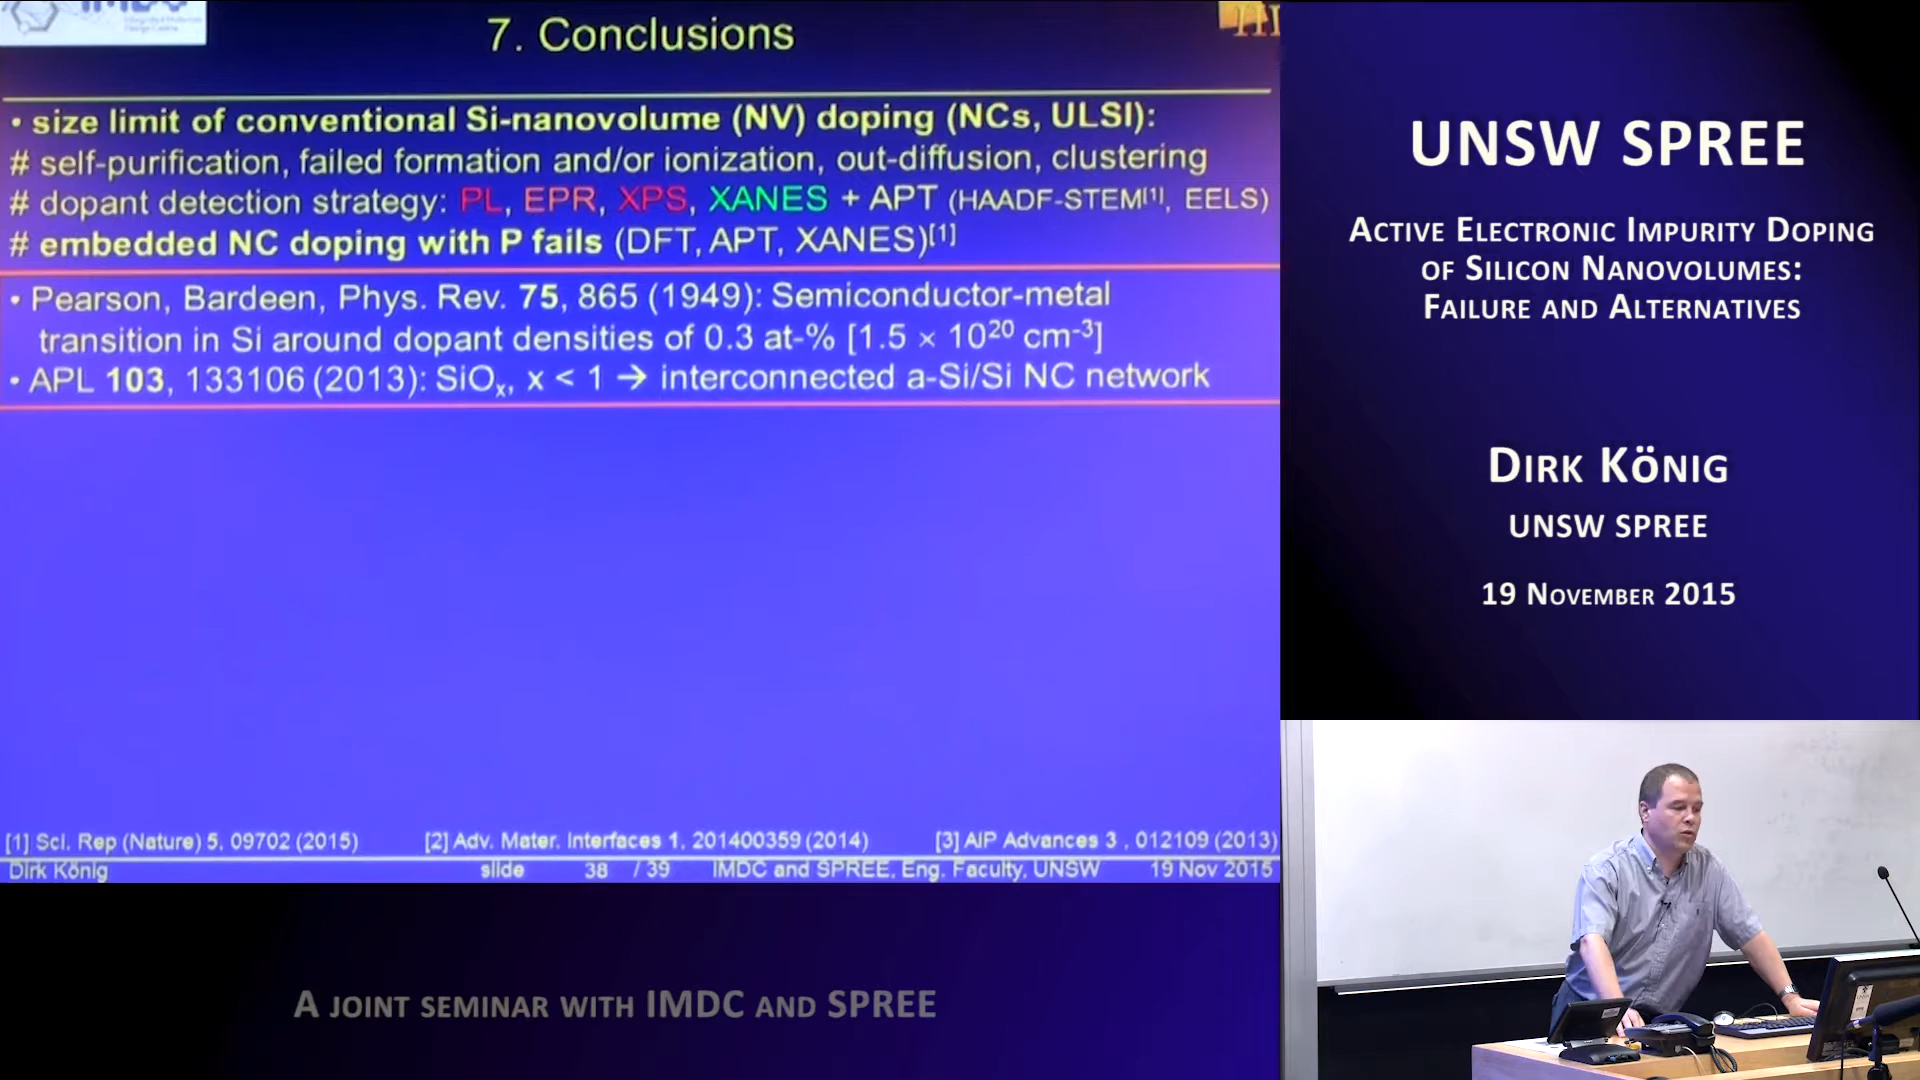 7. Conclusions
• size limit of conventional Si-nanovolume (NV) doping (NCs, ULSI):
# self-purification, failed formation and/or ionization, out-diffusion, clustering
# dopant detection strategy: PL, EPR, XPS, XANES + APT (HAADF-STEM[1], EELS)
# embedded NC doping with P fails (DFT, APT, XANES)[1]
• Pearson, Bardeen, Phys. Rev. 75, 865 (1949): Semiconductor-metal
transition in Si around dopant densities of 0.3 at-% [1.5 × 10²⁰ cm⁻³]
• APL 103, 133106 (2013): SiOₓ, x < 1 → interconnected a-Si/Si NC network
[1] Sci. Rep (Nature) 5, 09702 (2015) [2] Adv. Mater. Interfaces 1, 201400359 (2014) [3] AIP Advances 3 , 012109 (2013)
Dirk König slide 38 / 39 IMDC and SPREE, Eng. Faculty, UNSW 19 Nov 2015
A JOINT SEMINAR WITH IMDC AND SPREE
UNSW SPREE
ACTIVE ELECTRONIC IMPURITY DOPING
OF SILICON NANOVOLUMES:
FAILURE AND ALTERNATIVES
DIRK KÖNIG
UNSW SPREE
19 NOVEMBER 2015